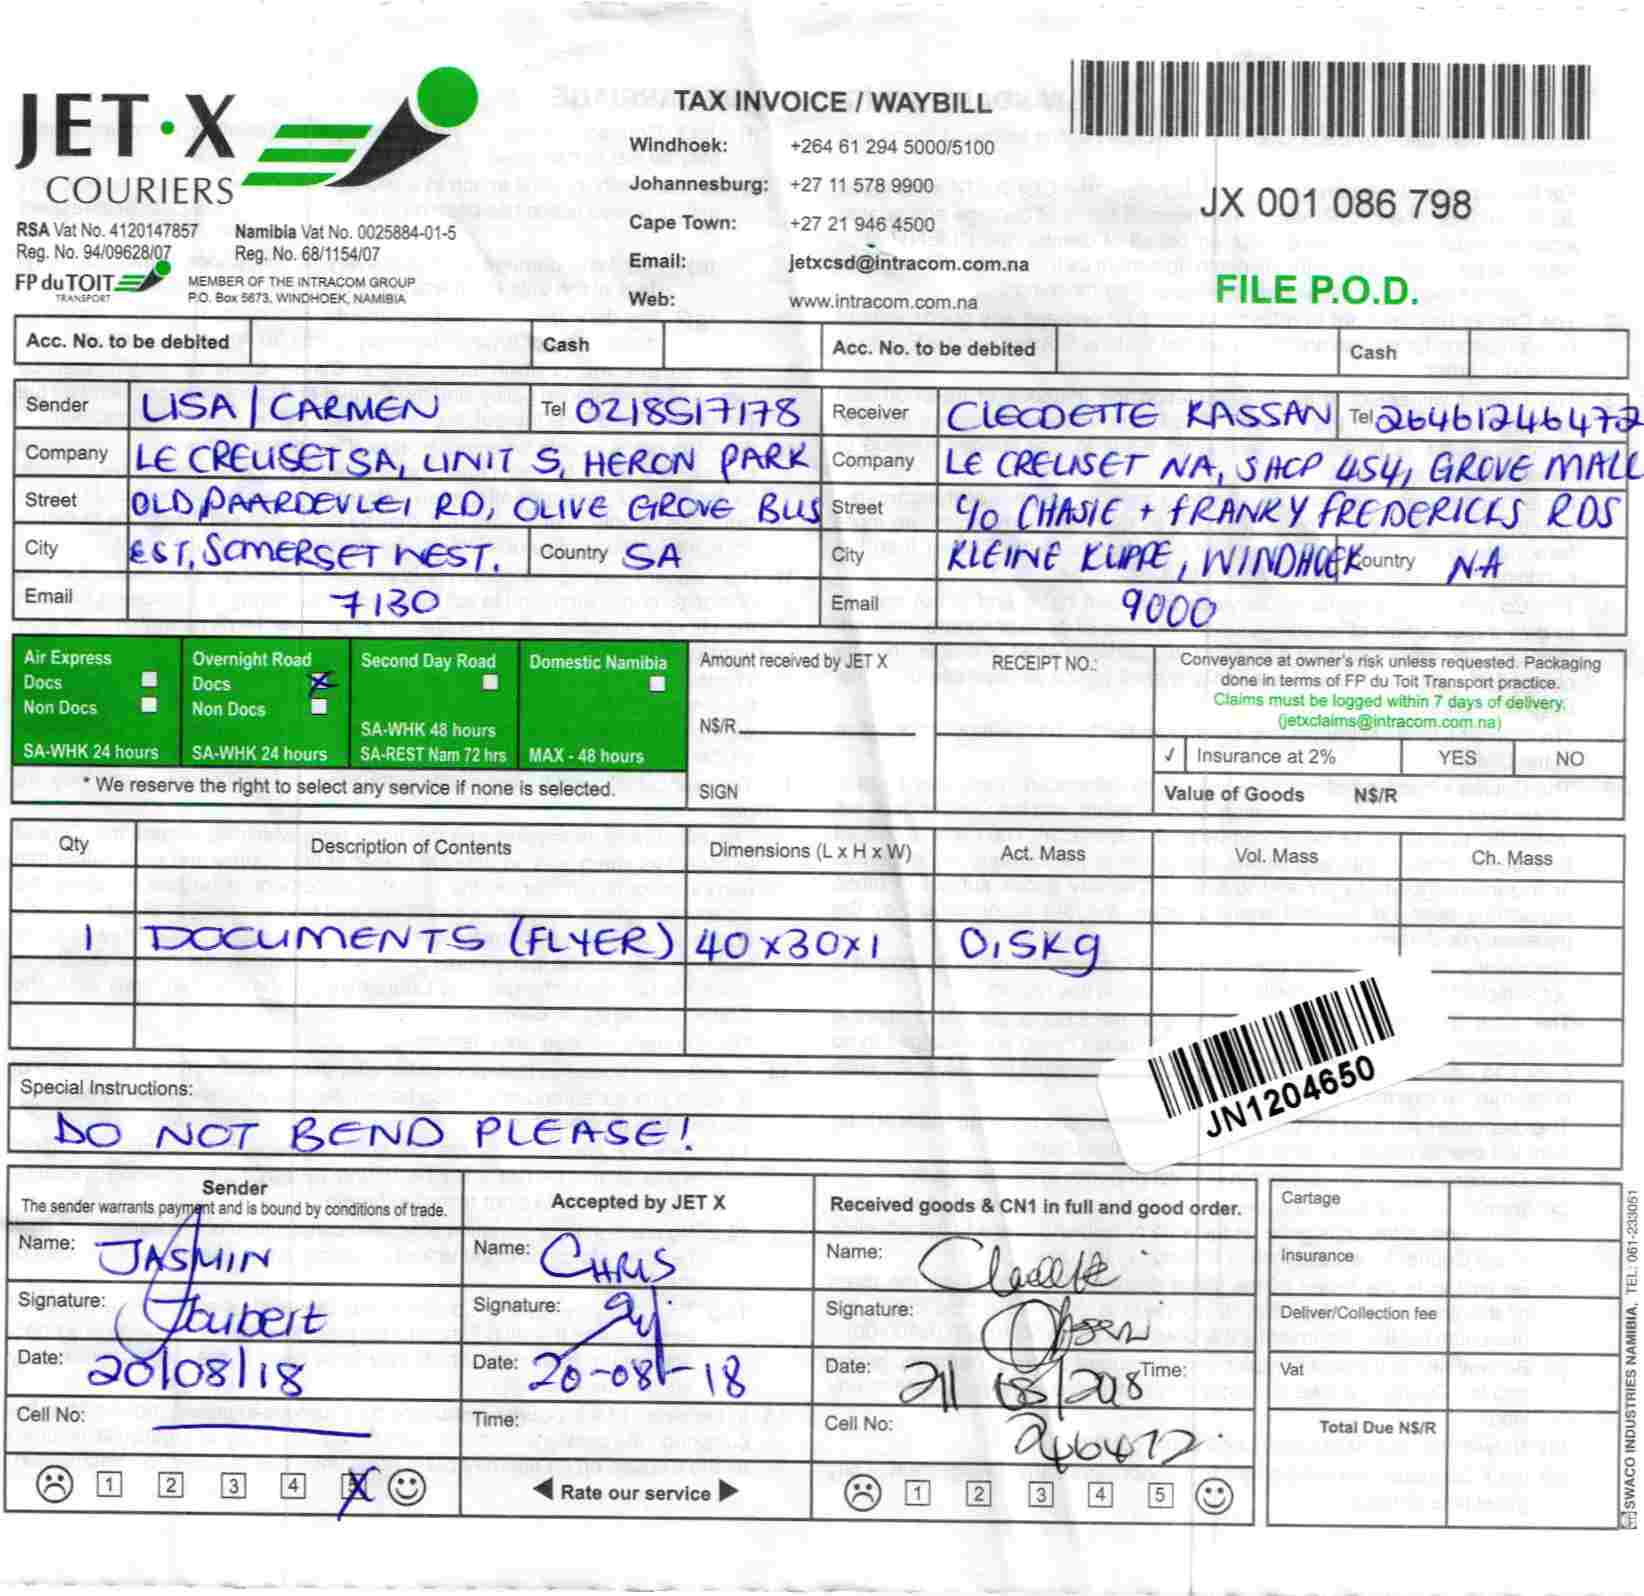 JET·X
COURIERS
RSA Vat No. 4120147857 Namibia Vat No. 0025884-01-5
Reg. No. 94/09628/07 Reg. No. 68/1154/07
FP du TOIT
TRANSPORT
MEMBER OF THE INTRACOM GROUP
P.O. Box 5673, WINDHOEK, NAMIBIA
TAX INVOICE / WAYBILL
Windhoek: +264 61 294 5000/5100
Johannesburg: +27 11 578 9900
Cape Town: +27 21 946 4500
Email: jetxcsd@intracom.com.na
Web: www.intracom.com.na
JX 001 086 798
FILE P.O.D.
Acc. No. to be debited Cash Acc. No. to be debited Cash
Sender LISA / CARMEN Tel 0218517178
Company LE CREUSET SA, UNIT 5, HERON PARK
Street OLD PAARDEVLEI RD, OLIVE GROVE BUS
City EST, SOMERSET WEST. Country SA
Email 7130
Receiver CLEODETTE KASSAN Tel 26461246472
Company LE CREUSET NA, SHOP 454, GROVE MALL
Street c/o CHASIE + FRANKY FREDERICKS RDS
City KLEINE KUPPE, WINDHOEK Country NA
Email 9000
Air Express
Docs
Non Docs
SA-WHK 24 hours
Overnight Road
Docs X
Non Docs
SA-WHK 24 hours
Second Day Road
SA-WHK 48 hours
SA-REST Nam 72 hrs
Domestic Namibia
MAX - 48 hours
* We reserve the right to select any service if none is selected.
Amount received by JET X
N$/R
SIGN
RECEIPT NO.:
Conveyance at owner's risk unless requested. Packaging
done in terms of FP du Toit Transport practice.
Claims must be logged within 7 days of delivery.
(jetxclaims@intracom.com.na)
√ Insurance at 2% YES NO
Value of Goods N$/R
Qty Description of Contents Dimensions (L x H x W) Act. Mass Vol. Mass Ch. Mass
1 DOCUMENTS (FLYER) 40x30x1 0,5kg
JN1204650
Special Instructions:
DO NOT BEND PLEASE!
Sender
The sender warrants payment and is bound by conditions of trade.
Name: JASMIN
Signature: Joubert
Date: 20/08/18
Cell No:
1 2 3 4 5
Accepted by JET X
Name: CHRIS
Signature:
Date: 20-08-18
Time:
Rate our service
Received goods & CN1 in full and good order.
Name:
Signature:
Date: 21/08/2018 Time:
Cell No: 246472
1 2 3 4 5
Cartage
Insurance
Deliver/Collection fee
Vat
Total Due N$/R
SWACO INDUSTRIES NAMIBIA, TEL: 061-233051